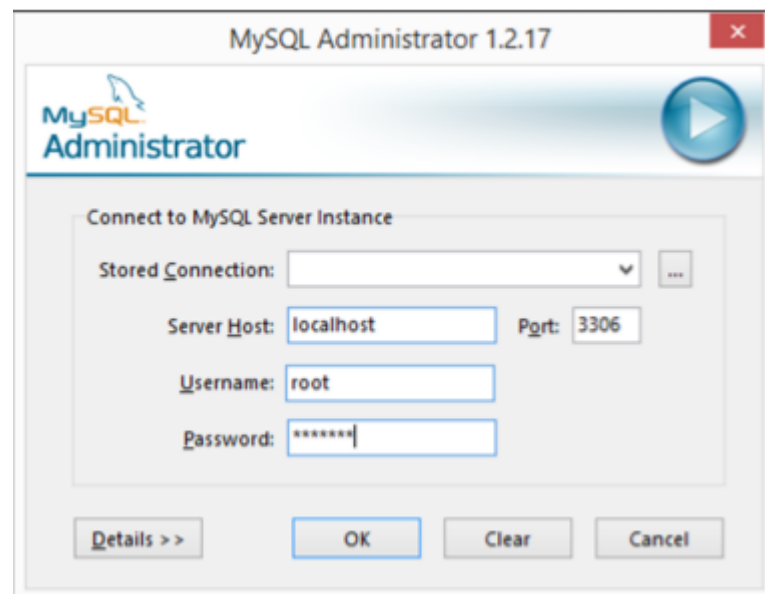 MySQL Administrator 1.2.17
MySQL
Administrator
Connect to MySQL Server Instance
Stored Connection:
...
Server Host: localhost Port: 3306
Username: root
Password: *******
Details >> OK Clear Cancel